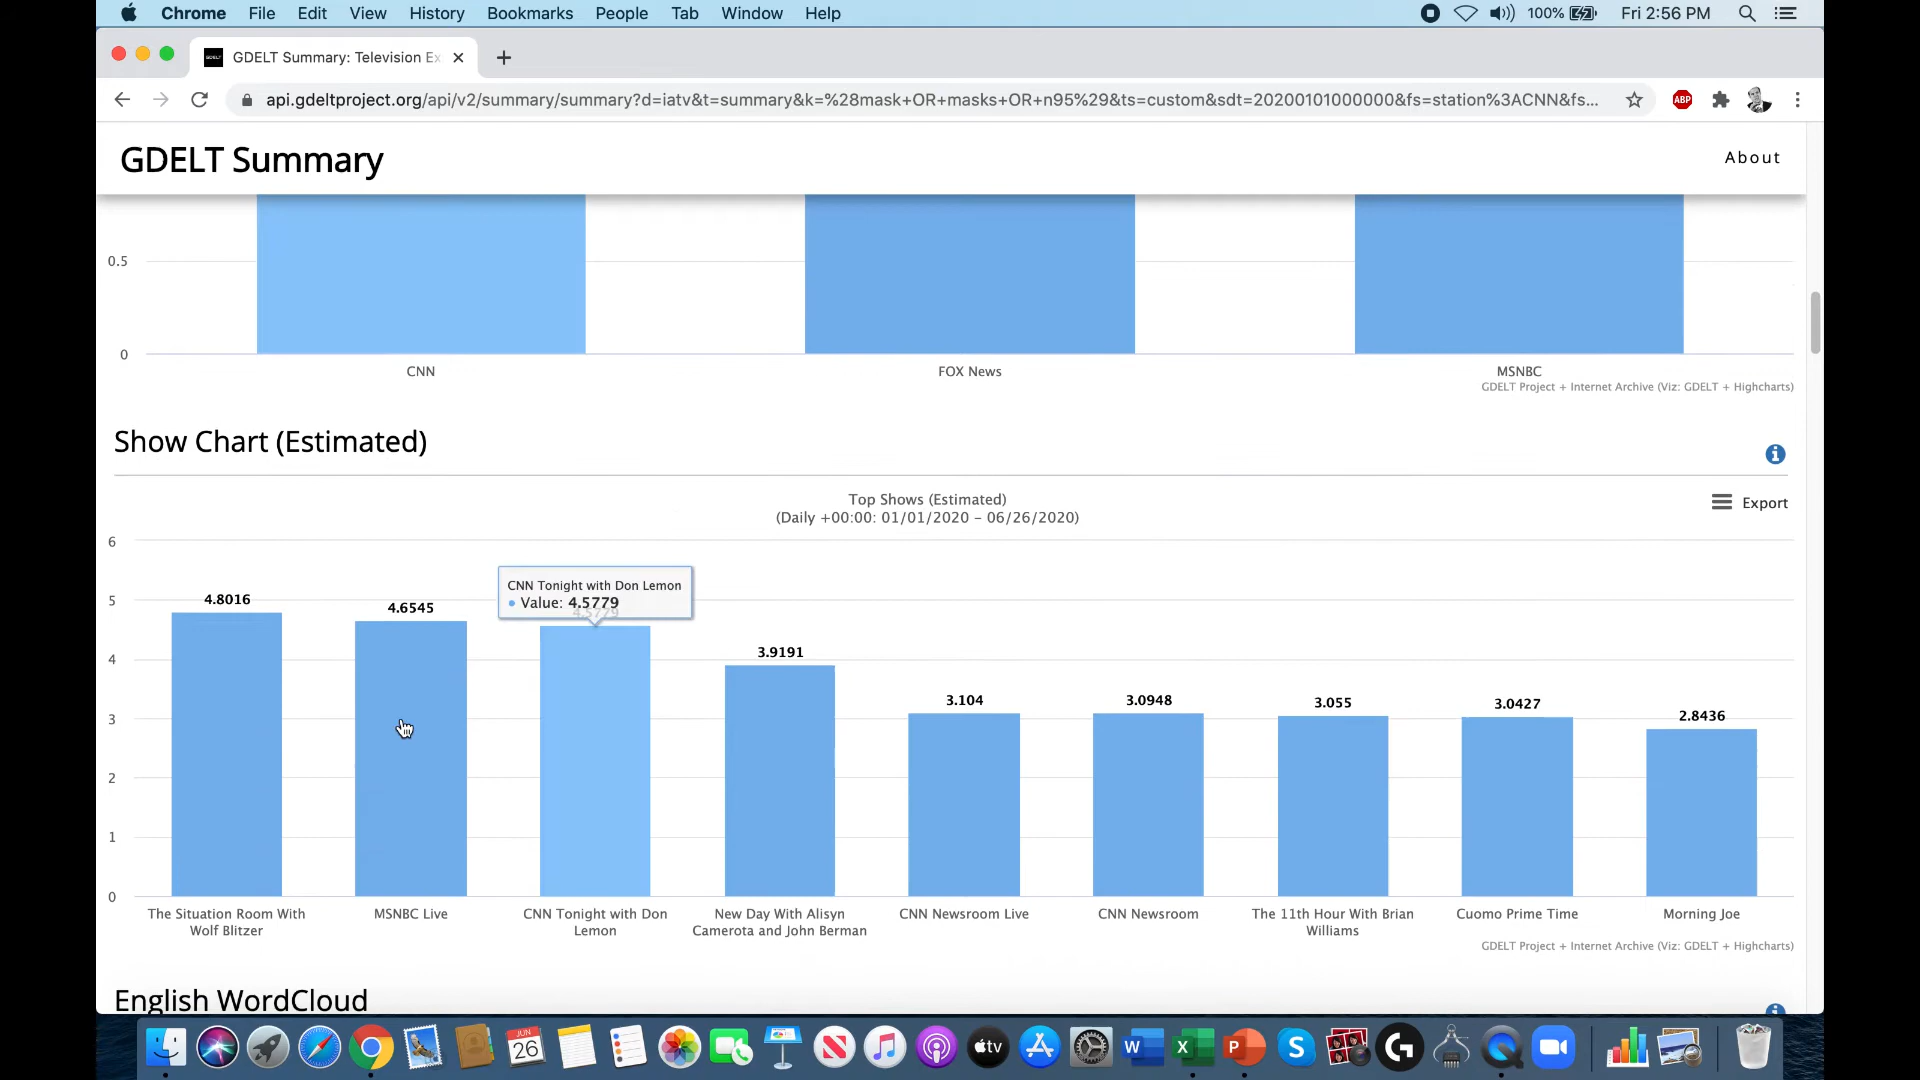 Chrome File Edit View History Bookmarks People Tab Window Help 100% Fri 2:56 PM
GDELT Summary: Television Ex
api.gdeltproject.org/api/v2/summary/summary?d=iatv&t=summary&k=%28mask+OR+masks+OR+n95%29&ts=custom&sdt=20200101000000&fs=station%3ACNN&fs... ABP
GDELT Summary About
0.5
0
CNN FOX News MSNBC
GDELT Project + Internet Archive (Viz: GDELT + Highcharts)
Show Chart (Estimated)
Top Shows (Estimated)
(Daily +00:00: 01/01/2020 - 06/26/2020)
Export
6
5
4
3
2
1
0
CNN Tonight with Don Lemon
Value: 4.5779
4.8016 4.6545 4.5779 3.9191 3.104 3.0948 3.055 3.0427 2.8436
The Situation Room With Wolf Blitzer
MSNBC Live
CNN Tonight with Don Lemon
New Day With Alisyn Camerota and John Berman
CNN Newsroom Live
CNN Newsroom
The 11th Hour With Brian Williams
Cuomo Prime Time
Morning Joe
GDELT Project + Internet Archive (Viz: GDELT + Highcharts)
English WordCloud
JUN
26
tv
W X P S G